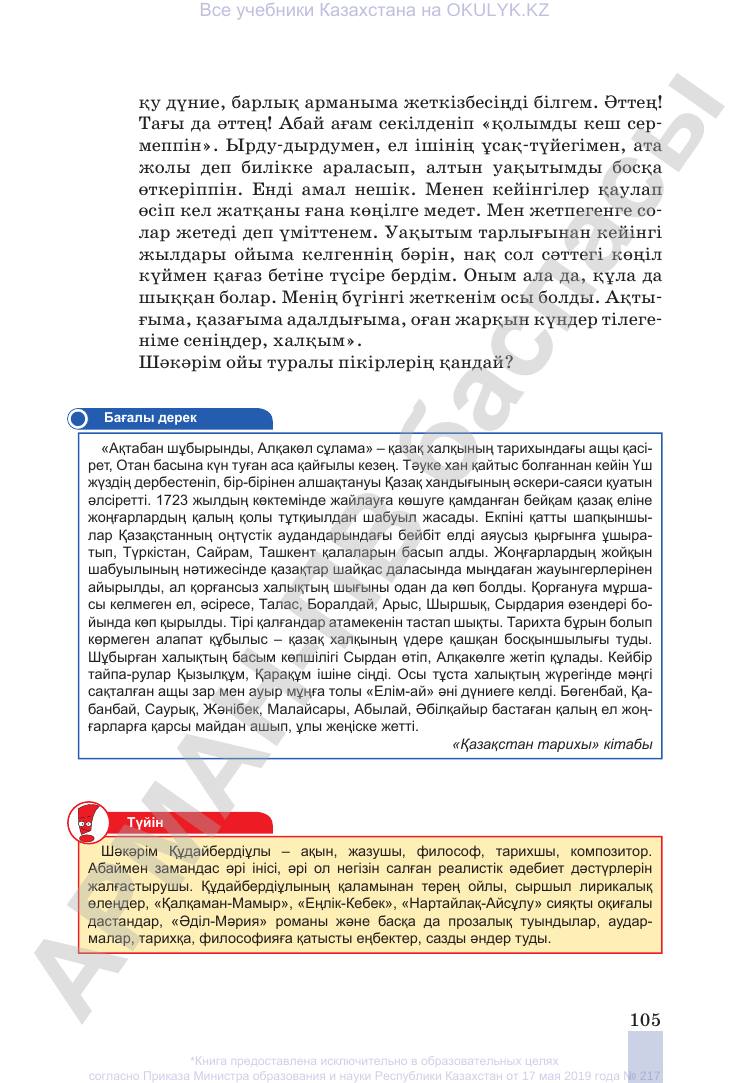 Все учебники Казахстана на OKULYK.KZ
қу дүние, барлық арманыма жеткізбесіңді білгем. Әттең!
Тағы да әттең! Абай ағам секілденіп «қолымды кеш сер-
меппін». Ырду-дырдумен, ел ішінің ұсақ-түйегімен, ата
жолы деп билікке араласып, алтын уақытымды босқа
өткеріппін. Енді амал нешік. Менен кейінгілер қаулап
өсіп кел жатқаны ғана көңілге медет. Мен жетпегенге со-
лар жетеді деп үміттенем. Уақытым тарлығынан кейінгі
жылдары ойыма келгеннің бәрін, нақ сол сәттегі көңіл
күймен қағаз бетіне түсіре бердім. Оным ала да, құла да
шыққан болар. Менің бүгінгі жеткенім осы болды. Ақты-
ғыма, қазағыма адалдығыма, оған жарқын күндер тілеге-
німе сеніңдер, халқым».
Шәкәрім ойы туралы пікірлерің қандай?
Бағалы дерек
«Ақтабан шұбырынды, Алқакөл сұлама» – қазақ халқының тарихындағы ащы қасі-
рет, Отан басына күн туған аса қайғылы кезең. Тәуке хан қайтыс болғаннан кейін Үш
жүздің дербестеніп, бір-бірінен алшақтануы Қазақ хандығының әскери-саяси қуатын
әлсіретті. 1723 жылдың көктемінде жайлауға көшуге қамданған бейқам қазақ еліне
жоңғарлардың қалың қолы тұтқиылдан шабуыл жасады. Екпіні қатты шапқыншы-
лар Қазақстанның оңтүстік аудандарындағы бейбіт елді аяусыз қырғынға ұшыра-
тып, Түркістан, Сайрам, Ташкент қалаларын басып алды. Жоңғарлардың жойқын
шабуылының нәтижесінде қазақтар шайқас даласында мыңдаған жауынгерлерінен
айырылды, ал қорғансыз халықтың шығыны одан да көп болды. Қорғануға мұрша-
сы келмеген ел, әсіресе, Талас, Боралдай, Арыс, Шыршық, Сырдария өзендері бо-
йында көп қырылды. Тірі қалғандар атамекенін тастап шықты. Тарихта бұрын болып
көрмеген алапат құбылыс – қазақ халқының үдере қашқан босқыншылығы туды.
Шұбырған халықтың басым көпшілігі Сырдан өтіп, Алқакөлге жетіп құлады. Кейбір
тайпа-рулар Қызылқұм, Қарақұм ішіне сіңді. Осы тұста халықтың жүрегінде мәңгі
сақталған ащы зар мен ауыр мұңға толы «Елім-ай» әні дүниеге келді. Бөгенбай, Қа-
банбай, Саурық, Жәнібек, Малайсары, Абылай, Әбілқайыр бастаған қалың ел жоң-
ғарларға қарсы майдан ашып, ұлы жеңіске жетті.
«Қазақстан тарихы» кітабы
Түйін
Шәкәрім Құдайбердіұлы – ақын, жазушы, философ, тарихшы, композитор.
Абаймен замандас әрі інісі, әрі ол негізін салған реалистік әдебиет дәстүрлерін
жалғастырушы. Құдайбердіұлының қаламынан терең ойлы, сыршыл лирикалық
өлеңдер, «Қалқаман-Мамыр», «Еңлік-Кебек», «Нартайлақ-Айсұлу» сияқты оқиғалы
дастандар, «Әділ-Мәрия» романы және басқа да прозалық туындылар, аудар-
малар, тарихқа, философияға қатысты еңбектер, сазды әндер туды.
АРМАН-ПВ баспасы
105
*Книга предоставлена исключительно в образовательных целях
согласно Приказа Министра образования и науки Республики Казахстан от 17 мая 2019 года № 217